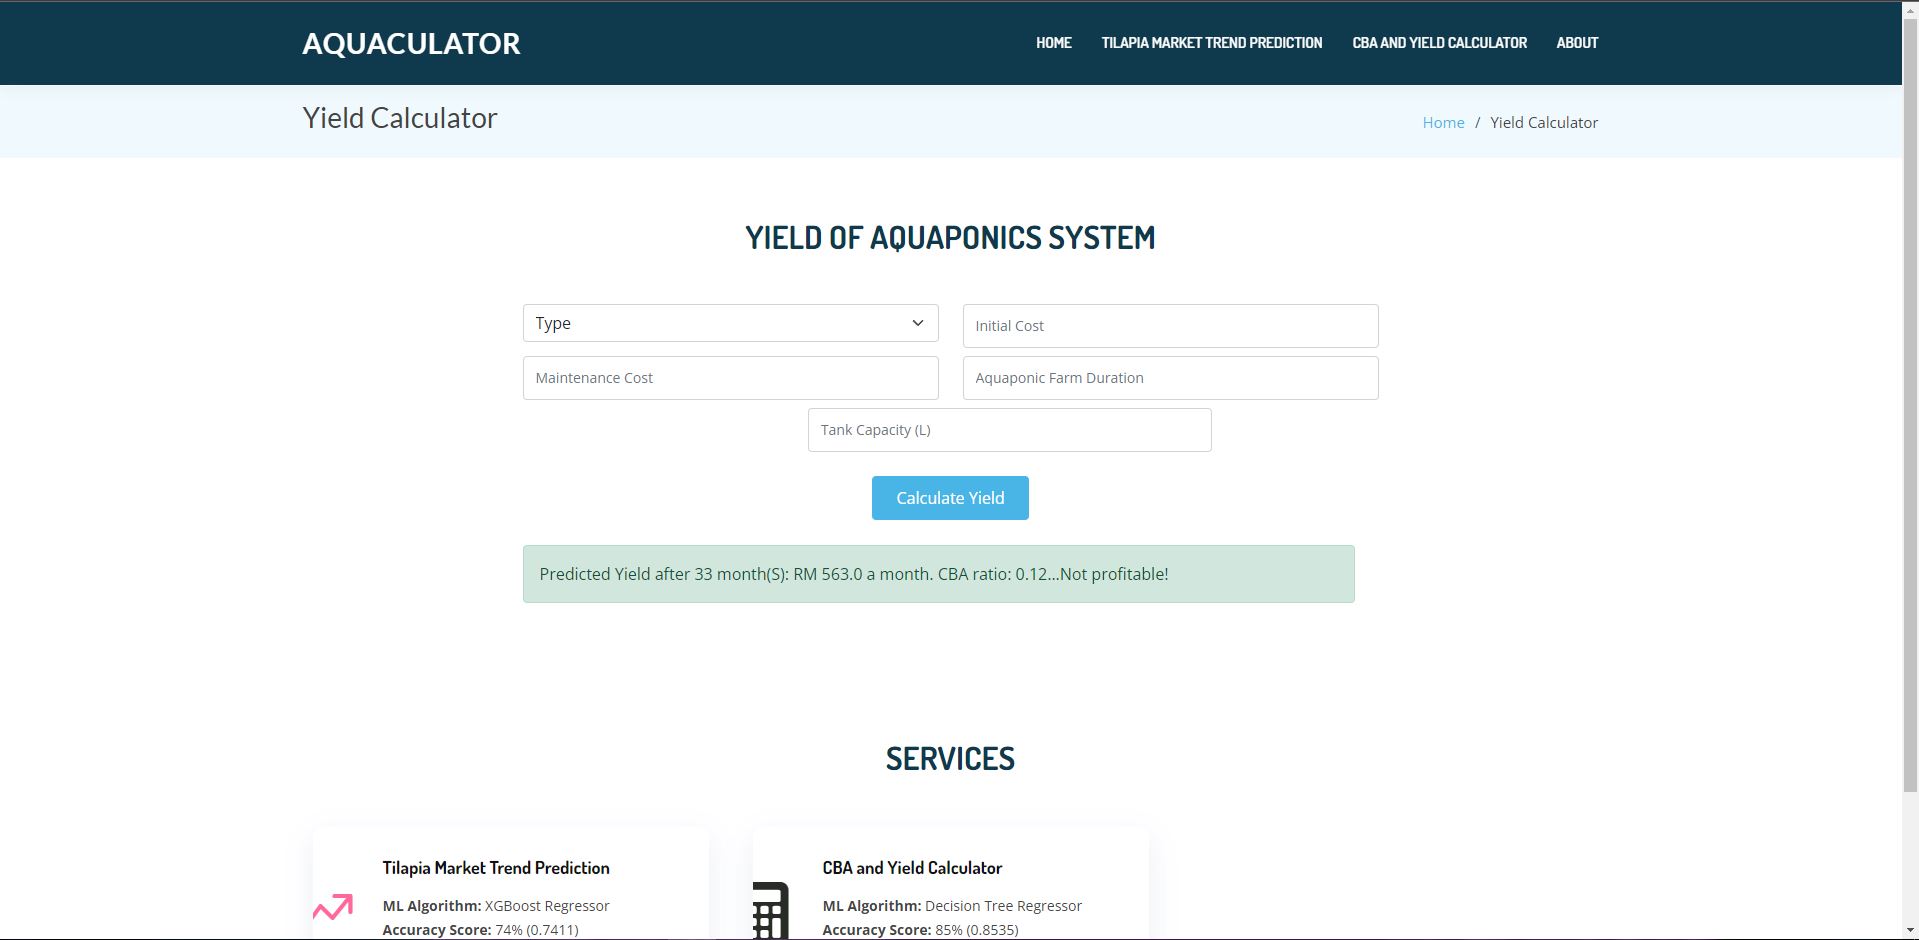 AQUACULATOR
HOME TILAPIA MARKET TREND PREDICTION CBA AND YIELD CALCULATOR ABOUT
Yield Calculator
Home / Yield Calculator
YIELD OF AQUAPONICS SYSTEM
Type
Initial Cost
Maintenance Cost
Aquaponic Farm Duration
Tank Capacity (L)
Calculate Yield
Predicted Yield after 33 month(S): RM 563.0 a month. CBA ratio: 0.12...Not profitable!
SERVICES
Tilapia Market Trend Prediction
ML Algorithm: XGBoost Regressor
Accuracy Score: 74% (0.7411)
CBA and Yield Calculator
ML Algorithm: Decision Tree Regressor
Accuracy Score: 85% (0.8535)